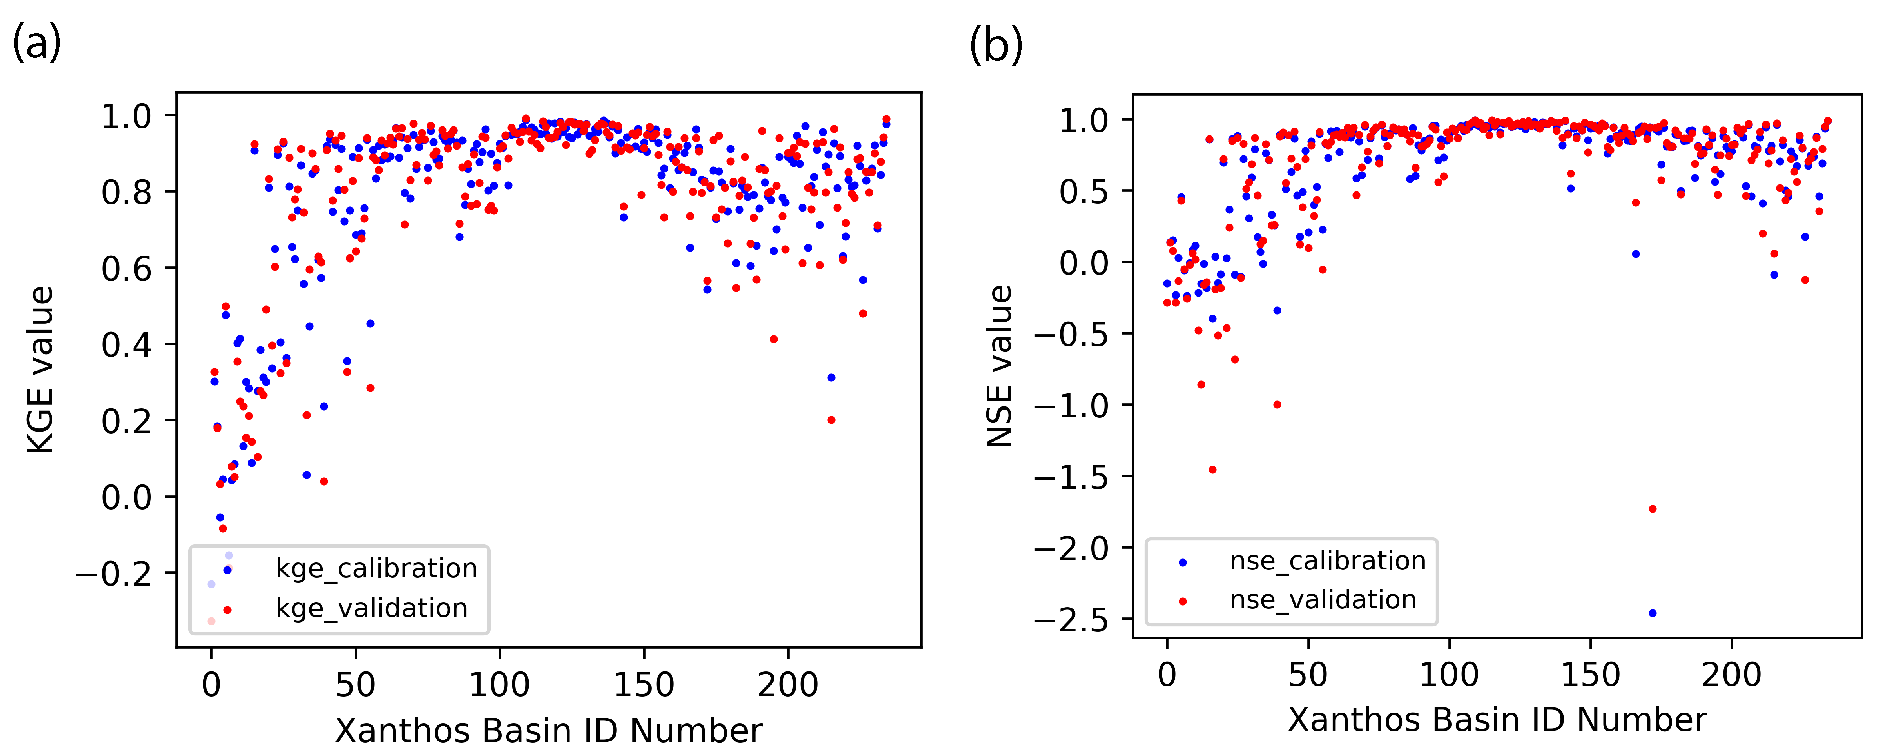 (a)
1.0
0.8
0.6
0.4
0.2
0.0
−0.2
KGE value
kge_calibration
kge_validation
0 50 100 150 200
Xanthos Basin ID Number
(b)
1.0
0.5
0.0
−0.5
−1.0
−1.5
−2.0
−2.5
NSE value
nse_calibration
nse_validation
0 50 100 150 200
Xanthos Basin ID Number